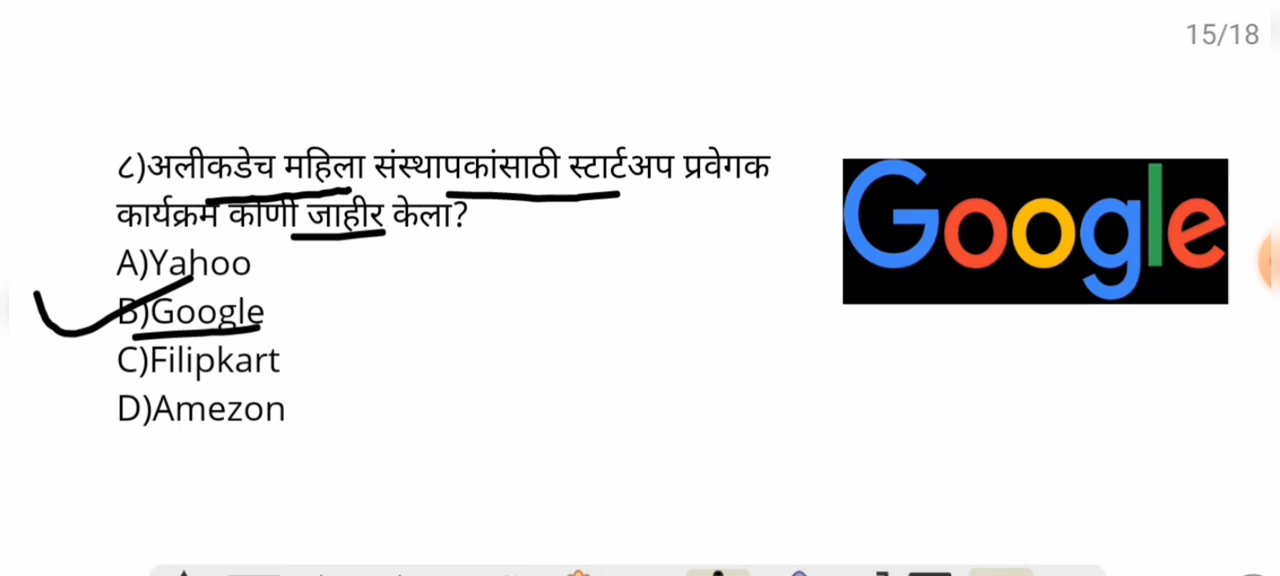 15/18
८)अलीकडेच महिला संस्थापकांसाठी स्टार्टअप प्रवेगक
कार्यक्रम कोणी जाहीर केला?
A)Yahoo
B)Google
C)Filipkart
D)Amezon
Google